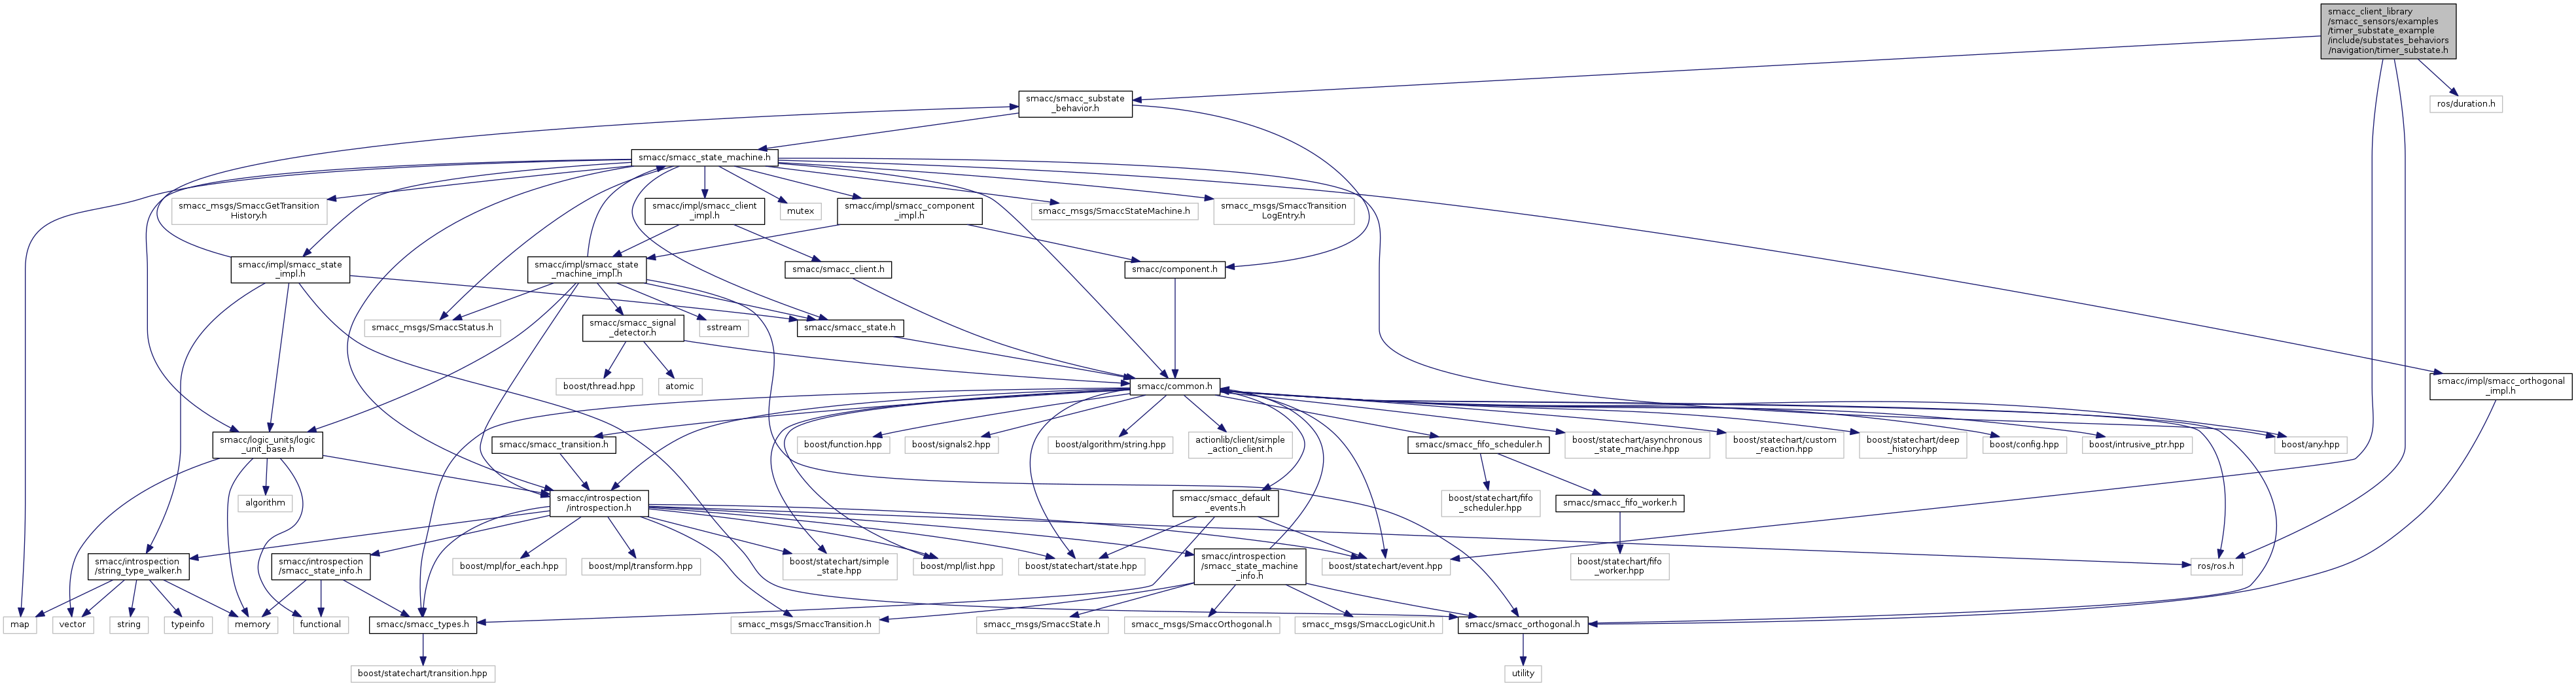 smacc_client_library
/smacc_sensors/examples
/timer_substate_example
/include/substates_behaviors
/navigation/timer_substate.h
smacc/smacc_substate
_behavior.h
ros/duration.h
smacc/smacc_state_machine.h
smacc_msgs/SmaccGetTransition
History.h
smacc/impl/smacc_client
_impl.h
mutex
smacc/impl/smacc_component
_impl.h
smacc_msgs/SmaccStateMachine.h
smacc_msgs/SmaccTransition
LogEntry.h
smacc/impl/smacc_state
_impl.h
smacc/impl/smacc_state
_machine_impl.h
smacc/smacc_client.h
smacc/component.h
smacc_msgs/SmaccStatus.h
smacc/smacc_signal
_detector.h
sstream
smacc/smacc_state.h
boost/thread.hpp
atomic
smacc/common.h
smacc/impl/smacc_orthogonal
_impl.h
smacc/logic_units/logic
_unit_base.h
smacc/smacc_transition.h
boost/function.hpp
boost/signals2.hpp
boost/algorithm/string.hpp
actionlib/client/simple
_action_client.h
smacc/smacc_fifo_scheduler.h
boost/statechart/asynchronous
_state_machine.hpp
boost/statechart/custom
_reaction.hpp
boost/statechart/deep
_history.hpp
boost/config.hpp
boost/intrusive_ptr.hpp
boost/any.hpp
algorithm
smacc/introspection
/introspection.h
smacc/smacc_default
_events.h
boost/statechart/fifo
_scheduler.hpp
smacc/smacc_fifo_worker.h
smacc/introspection
/string_type_walker.h
smacc/introspection
/smacc_state_info.h
boost/mpl/for_each.hpp
boost/mpl/transform.hpp
boost/statechart/simple
_state.hpp
boost/mpl/list.hpp
boost/statechart/state.hpp
smacc/introspection
/smacc_state_machine
_info.h
boost/statechart/event.hpp
boost/statechart/fifo
_worker.hpp
ros/ros.h
map
vector
string
typeinfo
memory
functional
smacc/smacc_types.h
smacc_msgs/SmaccTransition.h
smacc_msgs/SmaccState.h
smacc_msgs/SmaccOrthogonal.h
smacc_msgs/SmaccLogicUnit.h
smacc/smacc_orthogonal.h
boost/statechart/transition.hpp
utility